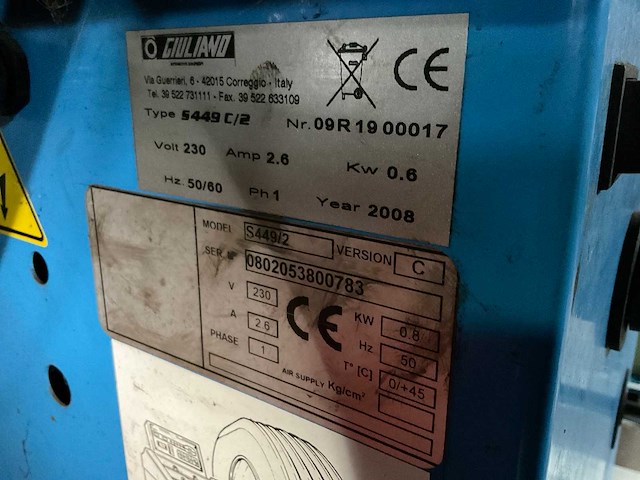 GIULIANO
Via Guerrieri, 6 - 42015 Correggio - Italy
Tel. 39 522 731111 - Fax. 39 522 633109
Type S449 C/2 Nr. 09R19 00017
Volt 230 Amp 2.6 Kw 0.6
Hz. 50/60 Ph 1 Year 2008
CE
MODEL S449/2 VERSION C
SER. N° 0802053800783
V 230 CE KW 0.8
A 2.6 Hz 50
PHASE 1 T° [C] 0/+45
AIR SUPPLY Kg/cm²